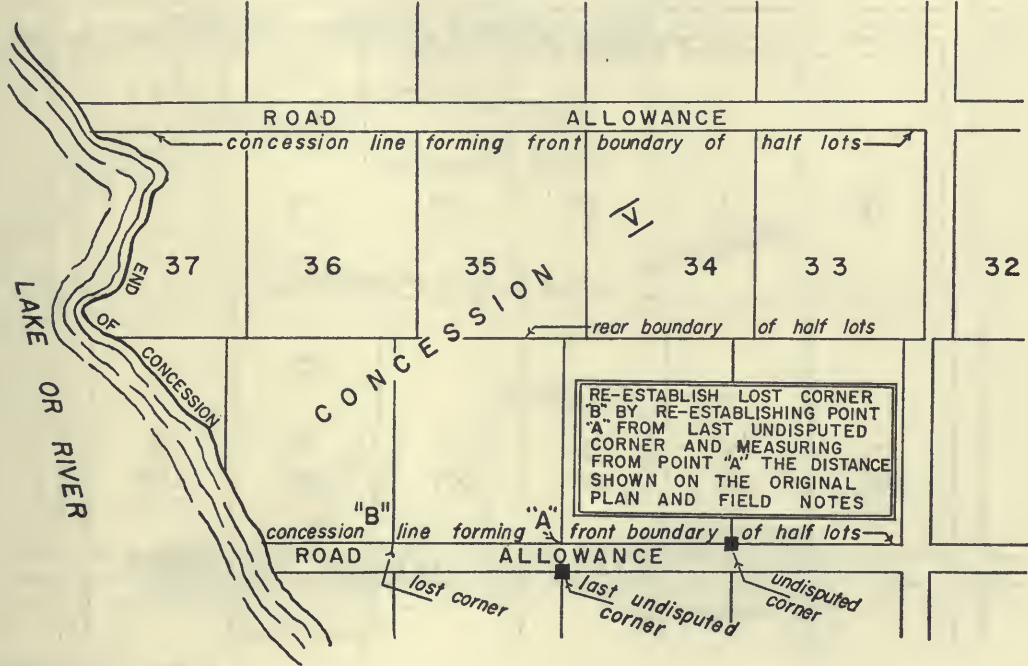 ROAD ALLOWANCE
concession line forming front boundary of half lots
V
37 36 35 34 33 32
END OF CONCESSION
LAKE OR RIVER
CONCESSION
rear boundary of half lots
RE-ESTABLISH LOST CORNER
"B" BY RE-ESTABLISHING POINT
"A" FROM LAST UNDISPUTED
CORNER AND MEASURING
FROM POINT "A" THE DISTANCE
SHOWN ON THE ORIGINAL
PLAN AND FIELD NOTES
"B" "A"
concession line forming front boundary of half lots
ROAD ALLOWANCE
lost corner
last undisputed
corner
undisputed
corner